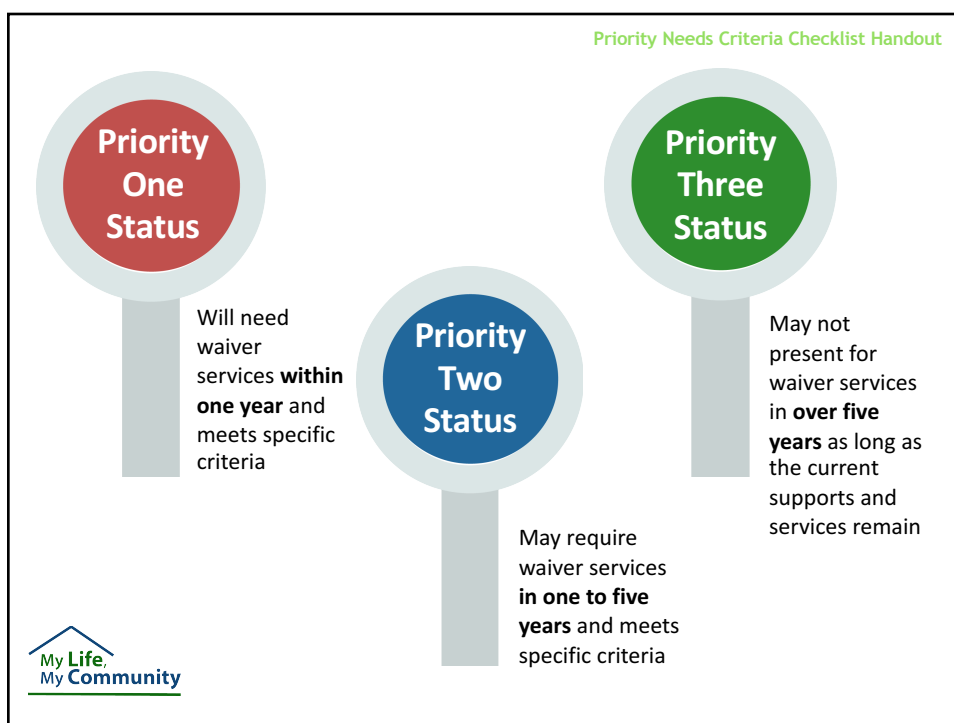 Priority Needs Criteria Checklist Handout
Priority
One
Status
Will need
waiver
services within
one year and
meets specific
criteria
Priority
Two
Status
May require
waiver services
in one to five
years and meets
specific criteria
Priority
Three
Status
May not
present for
waiver services
in over five
years as long as
the current
supports and
services remain
My Life,
My Community